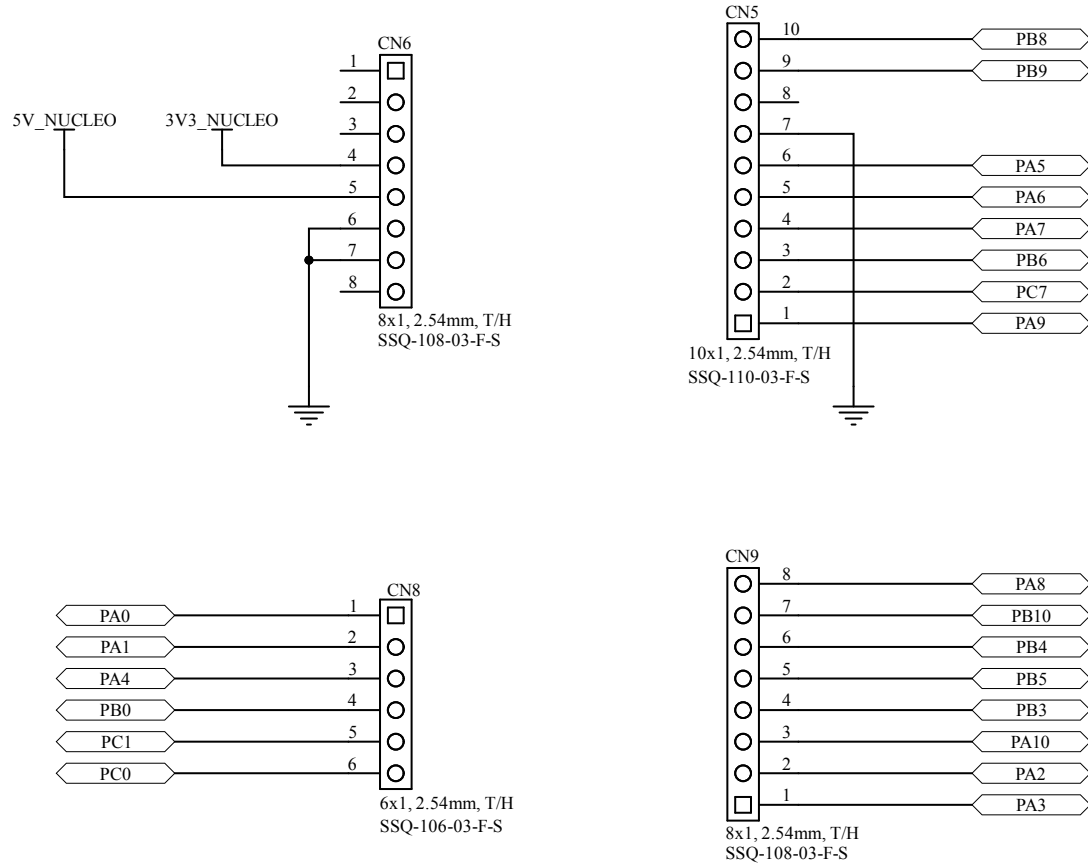 CN6
1
2
5V_NUCLEO
3V3_NUCLEO
3
4
5
6
7
8
8x1, 2.54mm, T/H
SSQ-108-03-F-S
CN5
10
PB8
9
PB9
8
7
6
PA5
5
PA6
4
PA7
3
PB6
2
PC7
1
PA9
10x1, 2.54mm, T/H
SSQ-110-03-F-S
CN8
PA0
1
PA1
2
PA4
3
PB0
4
PC1
5
PC0
6
6x1, 2.54mm, T/H
SSQ-106-03-F-S
CN9
8
PA8
7
PB10
6
PB4
5
PB5
4
PB3
3
PA10
2
PA2
1
PA3
8x1, 2.54mm, T/H
SSQ-108-03-F-S